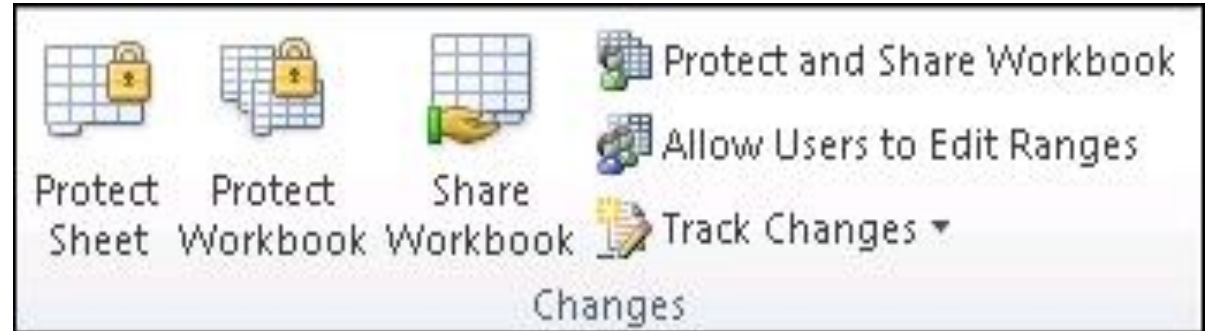 Protect
Sheet
Protect
Workbook
Share
Workbook
Protect and Share Workbook
Allow Users to Edit Ranges
Track Changes
Changes